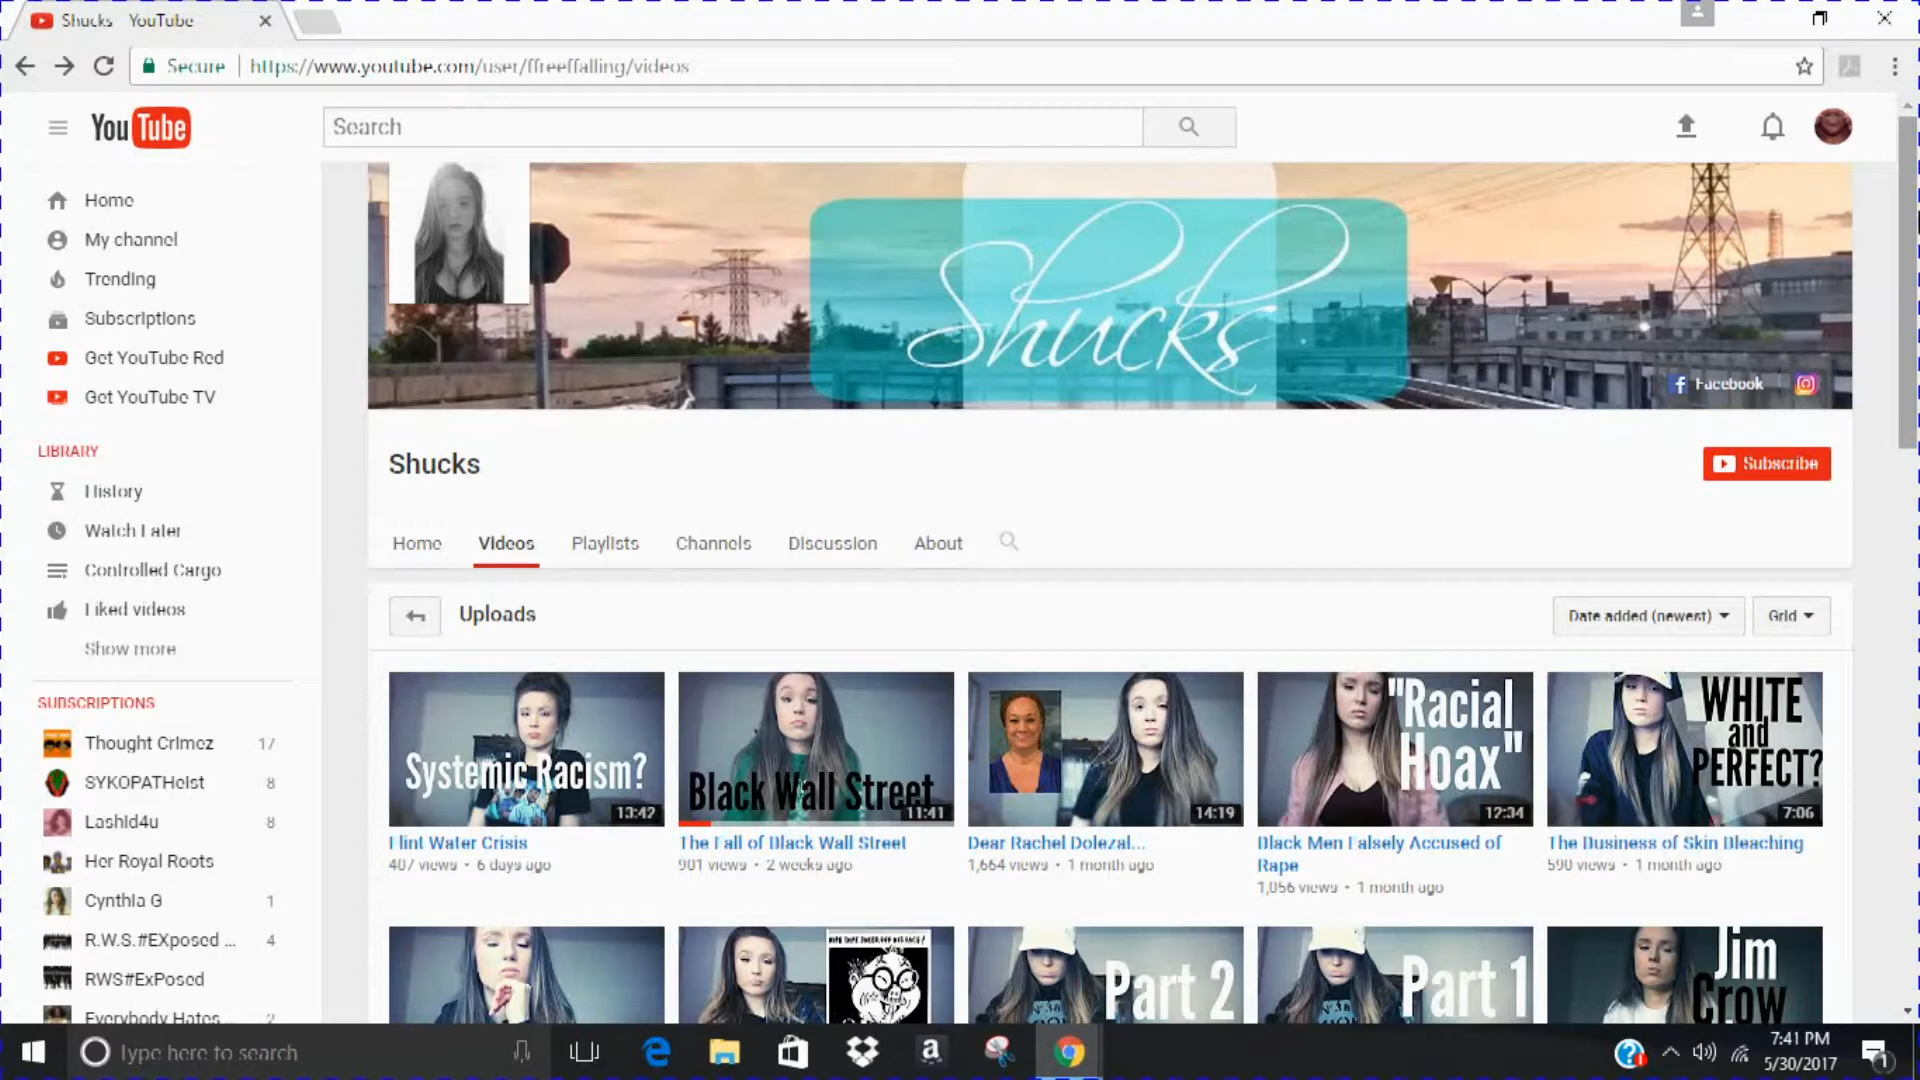 Shucks YouTube
Secure
https://www.youtube.com/user/ffreeffalling/videos
YouTube
Search
Home
My channel
Trending
Subscriptions
Get YouTube Red
Get YouTube TV
LIBRARY
History
Watch Later
Controlled Cargo
Liked videos
Show more
SUBSCRIPTIONS
Thought Crimez 17
SYKOPATHeist 8
Lashid4u 8
Her Royal Roots
Cynthia G 1
R.W.S.#EXposed ... 4
RWS#ExPosed
Everybody Hates ... 2
Shucks
Facebook
Shucks
Subscribe
Home Videos Playlists Channels Discussion About
Uploads
Date added (newest)
Grid
Systemic Racism?
13:42
Flint Water Crisis
407 views • 6 days ago
Black Wall Street
11:41
The Fall of Black Wall Street
901 views • 2 weeks ago
14:19
Dear Rachel Dolezal...
1,664 views • 1 month ago
"Racial
Hoax"
12:34
Black Men Falsely Accused of
Rape
1,056 views • 1 month ago
WHITE
and
PERFECT?
7:06
The Business of Skin Bleaching
590 views • 1 month ago
Part 2
Part 1
Jim
Crow
Type here to search
7:41 PM
5/30/2017
1